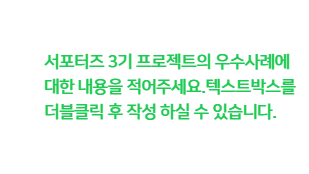 서포터즈 3기 프로젝트의 우수사례에
대한 내용을 적어주세요.텍스트박스를
더블클릭 후 작성 하실 수 있습니다.